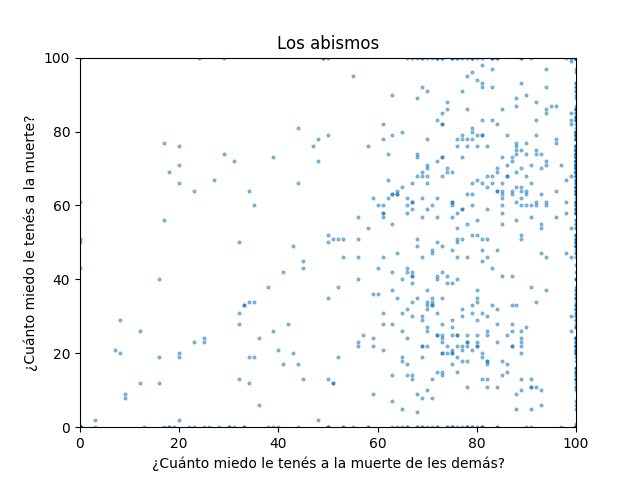 Los abismos
100
80
60
40
20
0
¿Cuánto miedo le tenés a la muerte?
0 20 40 60 80 100
¿Cuánto miedo le tenés a la muerte de les demás?